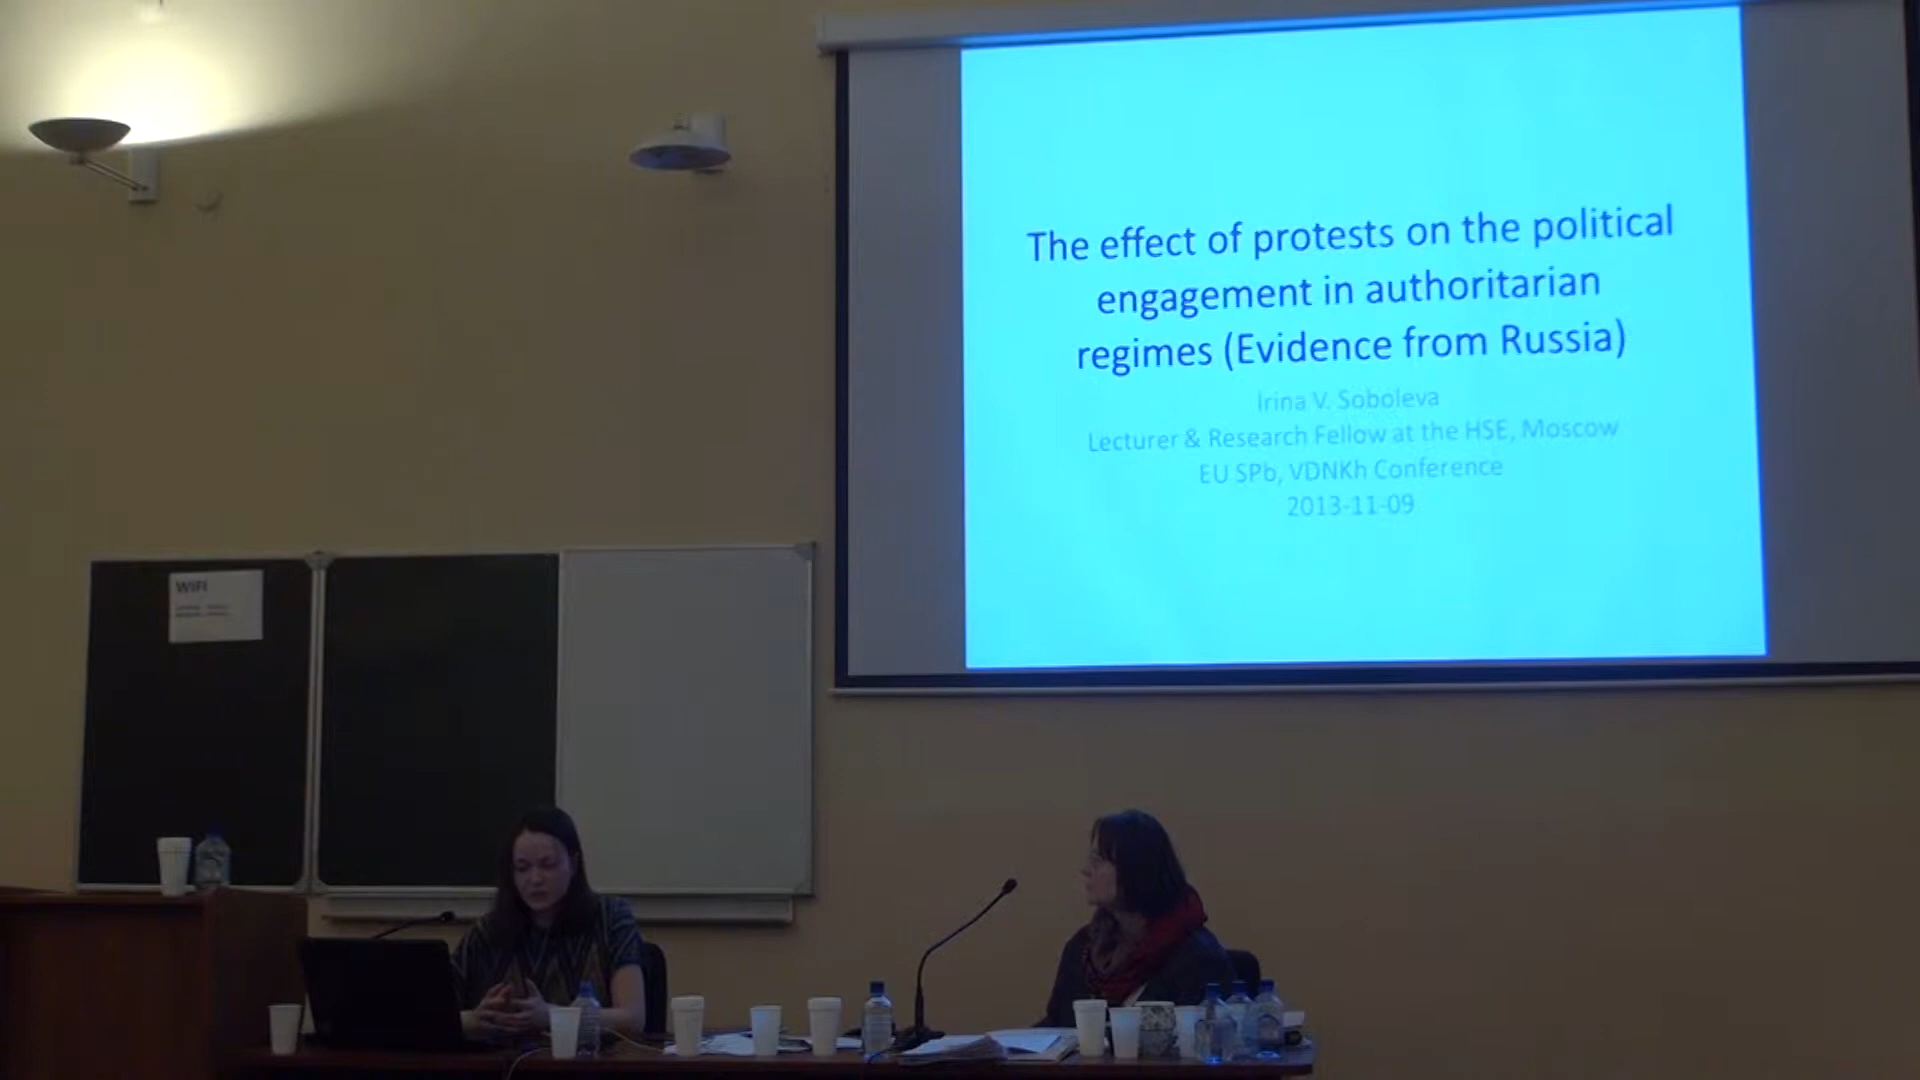 The effect of protests on the political
engagement in authoritarian
regimes (Evidence from Russia)
Irina V. Soboleva
Lecturer & Research Fellow at the HSE, Moscow
EU SPb, VDNKh Conference
2013-11-09
WIFI